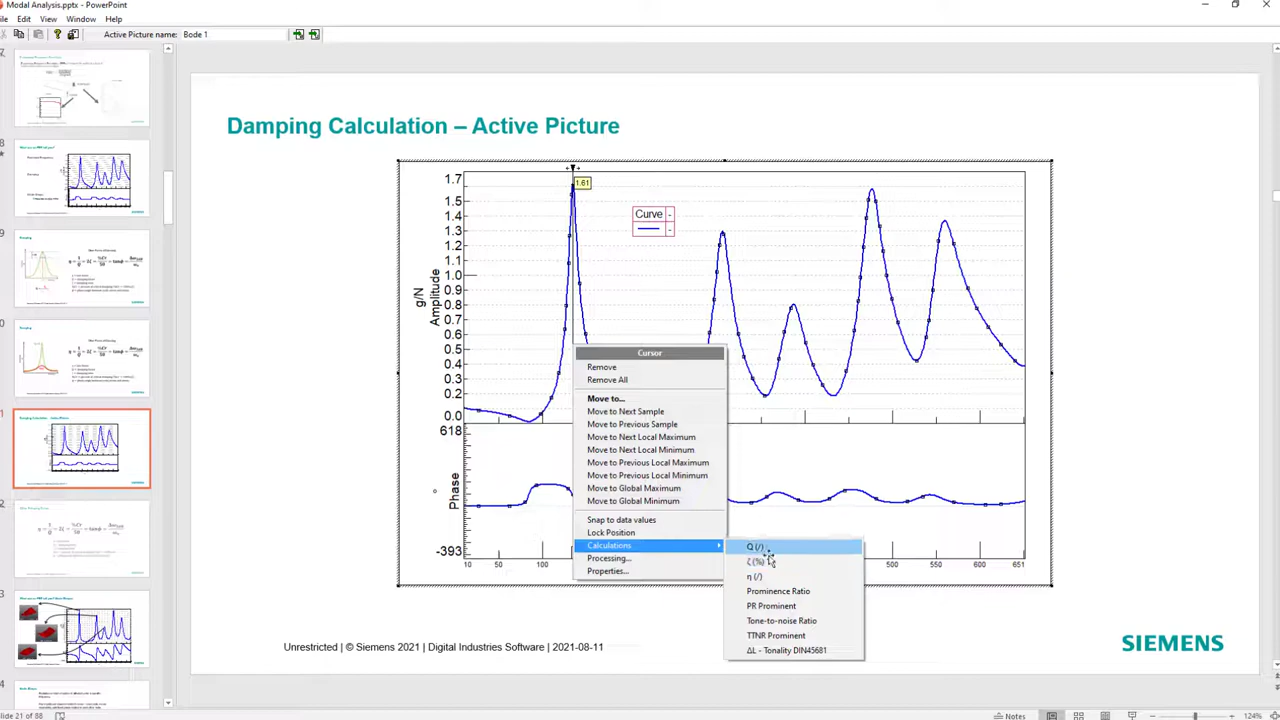 Modal Analysis.pptx - PowerPoint
File Edit View Window Help
Active Picture name: Bode 1
Damping Calculation – Active Picture
1.61
1.7
1.5
1.4
1.3
1.2
1.1
1.0
0.9
0.8
0.7
0.6
0.5
0.4
0.3
0.2
0.0
g/N
Amplitude
Curve
618
Phase
-393
10 50 100 500 600 651
Cursor
Remove
Remove All
Move to...
Move to Next Sample
Move to Previous Sample
Move to Next Local Maximum
Move to Next Local Minimum
Move to Previous Local Maximum
Move to Previous Local Minimum
Move to Global Maximum
Move to Global Minimum
Snap to data values
Lock Position
Calculations
Processing...
Properties...
Q (/)
ζ (%)
η (/)
Prominence Ratio
PR Prominent
Tone-to-noise Ratio
TTNR Prominent
ΔL - Tonality DIN45681
Unrestricted | © Siemens 2021 | Digital Industries Software | 2021-08-11
SIEMENS
Slide 21 of 58
Notes
124%